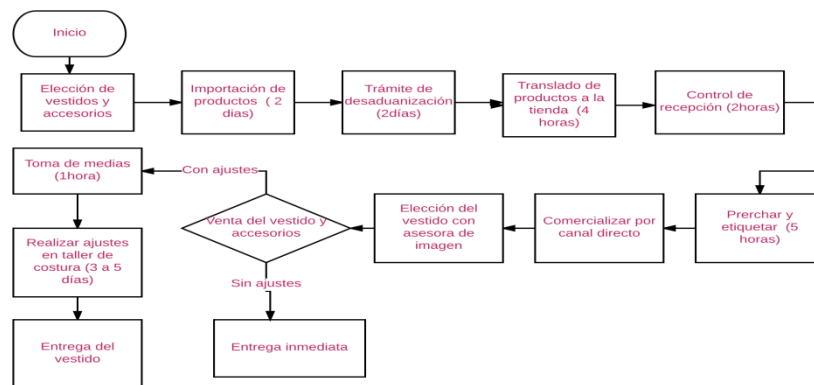 Inicio
Elección de
vestidos y
accesorios
Importación de
productos ( 2
dias)
Trámite de
desaduanización
(2días)
Translado de
productos a la
tienda (4
horas)
Control de
recepción (2horas)
Prerchar y
etiquetar (5
horas)
Comercializar por
canal directo
Elección del
vestido con
asesora de
imagen
Venta del vestido y
accesorios
Con ajustes
Toma de medias
(1hora)
Realizar ajustes
en taller de
costura (3 a 5
días)
Entrega del
vestido
Sin ajustes
Entrega inmediata